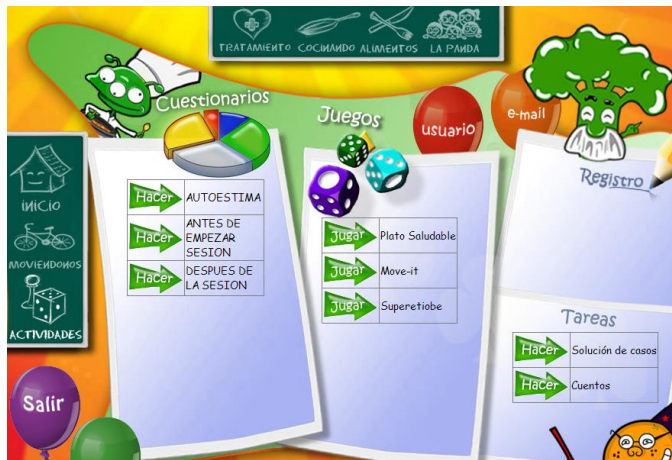 TRATAMIENTO COCINANDO ALIMENTOS LA PANDA
Cuestionarios
Juegos
usuario
e-mail
INICIO
MOVIENDONOS
ACTIVIDADES
Salir
Hacer AUTOESTIMA
Hacer ANTES DE
EMPEZAR
SESION
Hacer DESPUES DE
LA SESION
Jugar Plato Saludable
Jugar Move-it
Jugar Superetiobe
Registro
Tareas
Hacer Solución de casos
Hacer Cuentos